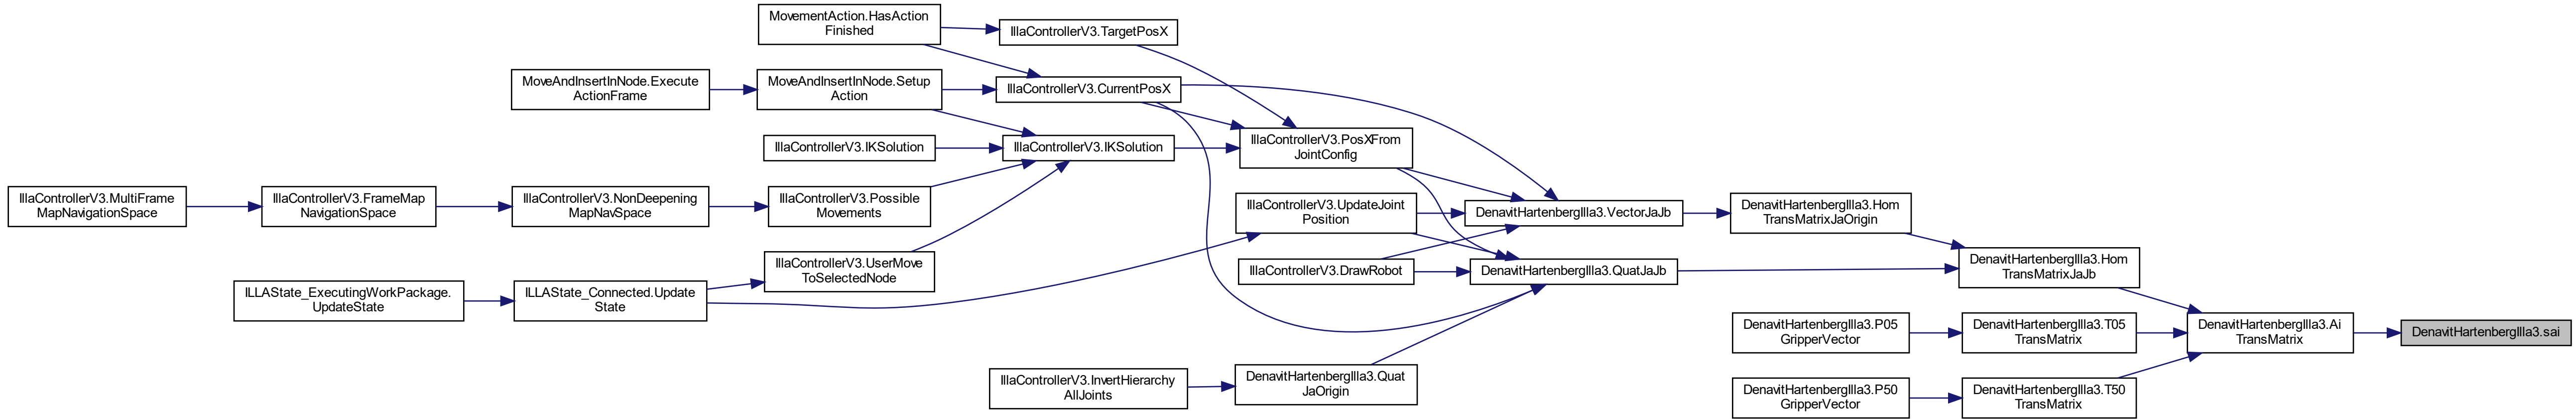 MovementAction.HasAction
Finished
IllaControllerV3.TargetPosX
MoveAndInsertInNode.Execute
ActionFrame
MoveAndInsertInNode.Setup
Action
IllaControllerV3.CurrentPosX
IllaControllerV3.IKSolution
IllaControllerV3.IKSolution
IllaControllerV3.PosXFrom
JointConfig
IllaControllerV3.MultiFrame
MapNavigationSpace
IllaControllerV3.FrameMap
NavigationSpace
IllaControllerV3.NonDeepening
MapNavSpace
IllaControllerV3.Possible
Movements
IllaControllerV3.UpdateJoint
Position
DenavitHartenbergIlla3.VectorJaJb
DenavitHartenbergIlla3.Hom
TransMatrixJaOrigin
IllaControllerV3.UserMove
ToSelectedNode
IllaControllerV3.DrawRobot
DenavitHartenbergIlla3.QuatJaJb
DenavitHartenbergIlla3.Hom
TransMatrixJaJb
ILLAState_ExecutingWorkPackage.
UpdateState
ILLAState_Connected.Update
State
DenavitHartenbergIlla3.P05
GripperVector
DenavitHartenbergIlla3.T05
TransMatrix
DenavitHartenbergIlla3.Ai
TransMatrix
DenavitHartenbergIlla3.sai
IllaControllerV3.InvertHierarchy
AllJoints
DenavitHartenbergIlla3.Quat
JaOrigin
DenavitHartenbergIlla3.P50
GripperVector
DenavitHartenbergIlla3.T50
TransMatrix